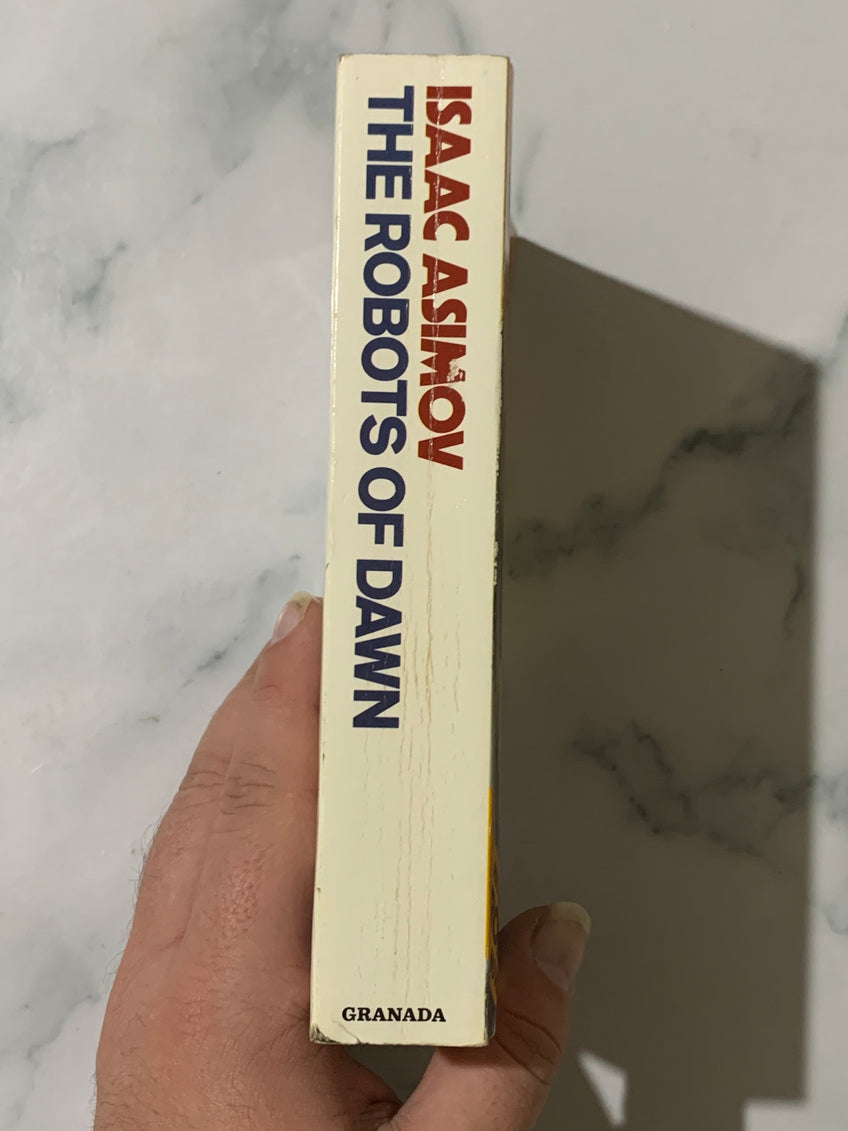 ISAAC ASIMOV
THE ROBOTS OF DAWN
GRANADA